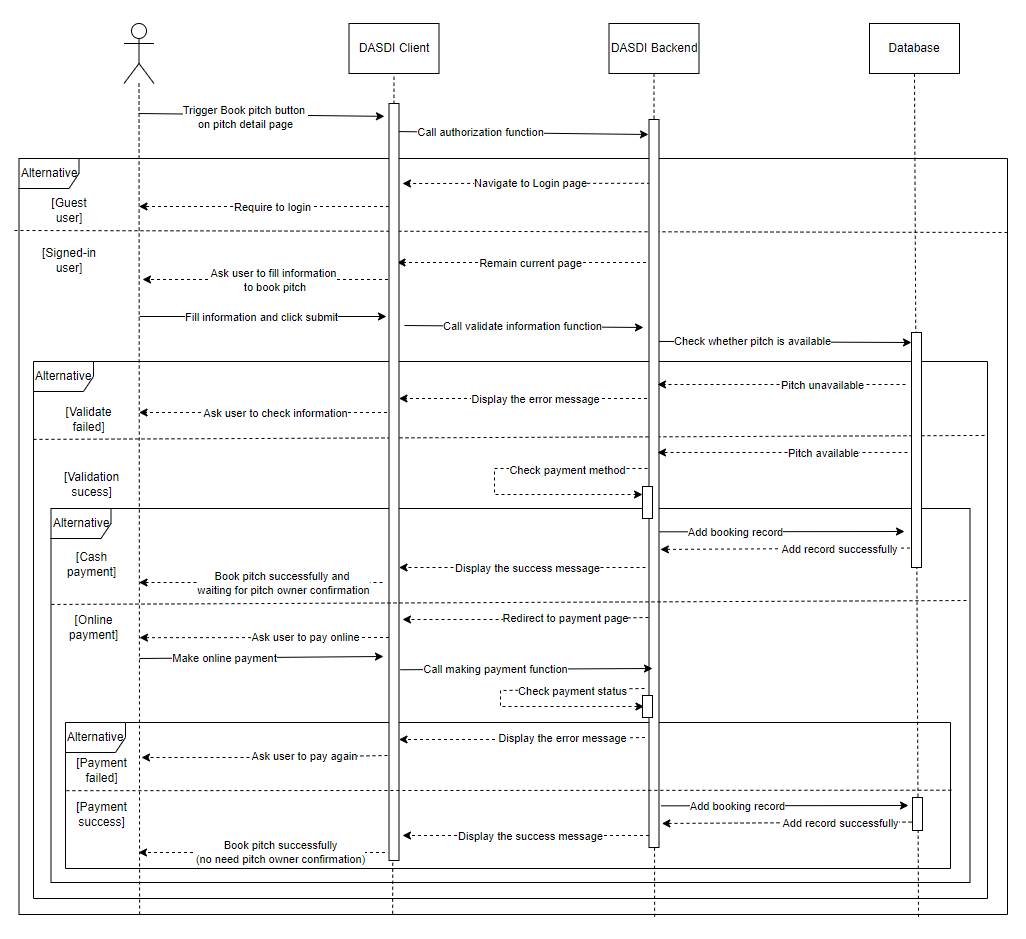 DASDI Client
DASDI Backend
Database
Trigger Book pitch button
on pitch detail page
Call authorization function
Alternative
Navigate to Login page
[Guest
user]
Require to login
[Signed-in
user]
Remain current page
Ask user to fill information
to book pitch
Fill information and click submit
Call validate information function
Check whether pitch is available
Alternative
Pitch unavailable
Display the error message
[Validate
failed]
Ask user to check information
Pitch available
Check payment method
[Validation
sucess]
Alternative
Add booking record
Add record successfully
[Cash
payment]
Display the success message
Book pitch successfully and
waiting for pitch owner confirmation
[Online
payment]
Redirect to payment page
Ask user to pay online
Make online payment
Call making payment function
Check payment status
Alternative
Display the error message
Ask user to pay again
[Payment
failed]
[Payment
success]
Add booking record
Add record successfully
Display the success message
Book pitch successfully
(no need pitch owner confirmation)